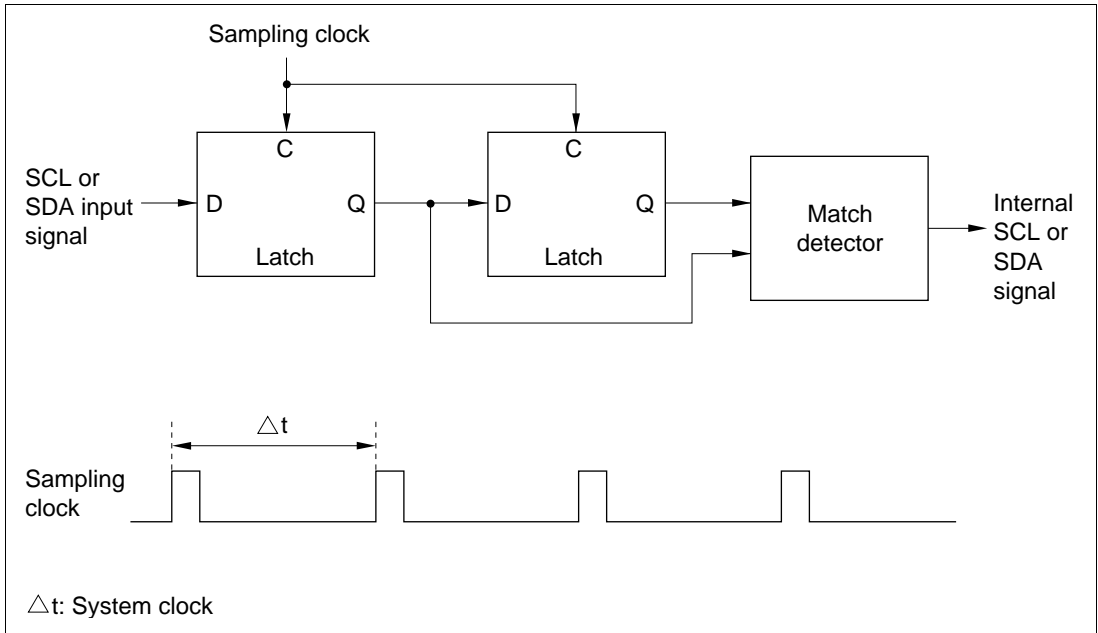 Sampling clock
C
C
SCL or
SDA input
signal
D
Q
Latch
D
Q
Latch
Match
detector
Internal
SCL or
SDA
signal
△t
Sampling
clock
△t: System clock